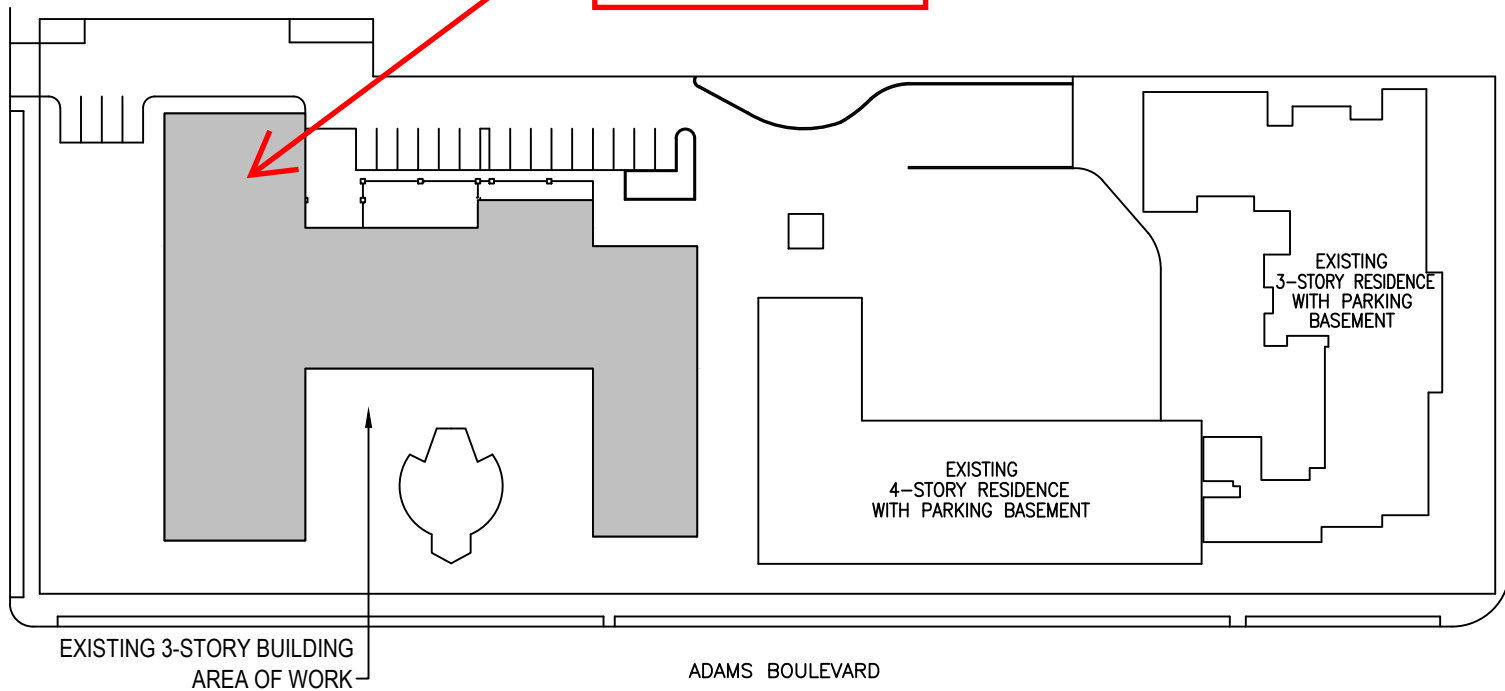 EXISTING
3-STORY RESIDENCE
WITH PARKING
BASEMENT
EXISTING
4-STORY RESIDENCE
WITH PARKING BASEMENT
EXISTING 3-STORY BUILDING
AREA OF WORK
ADAMS BOULEVARD